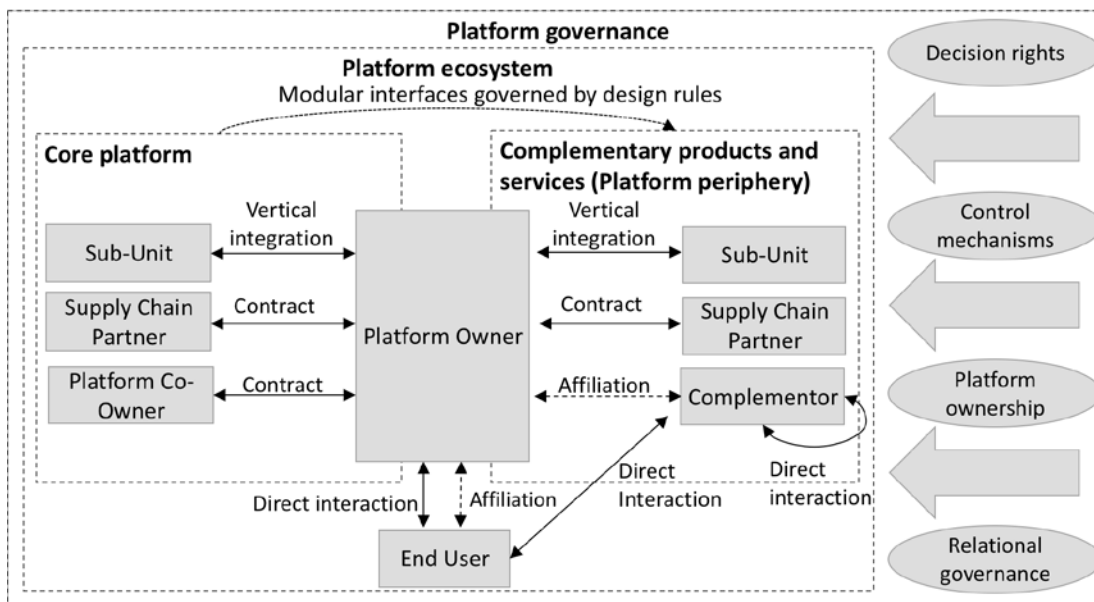 Platform governance
Platform ecosystem
Modular interfaces governed by design rules
Core platform
Vertical
integration
Sub-Unit
Supply Chain
Partner
Contract
Platform Co-
Owner
Contract
Platform Owner
Complementary products and
services (Platform periphery)
Vertical
integration
Sub-Unit
Contract
Supply Chain
Partner
Affiliation
Complementor
Direct interaction
Affiliation
Direct
Interaction
Direct
interaction
End User
Decision rights
Control
mechanisms
Platform
ownership
Relational
governance